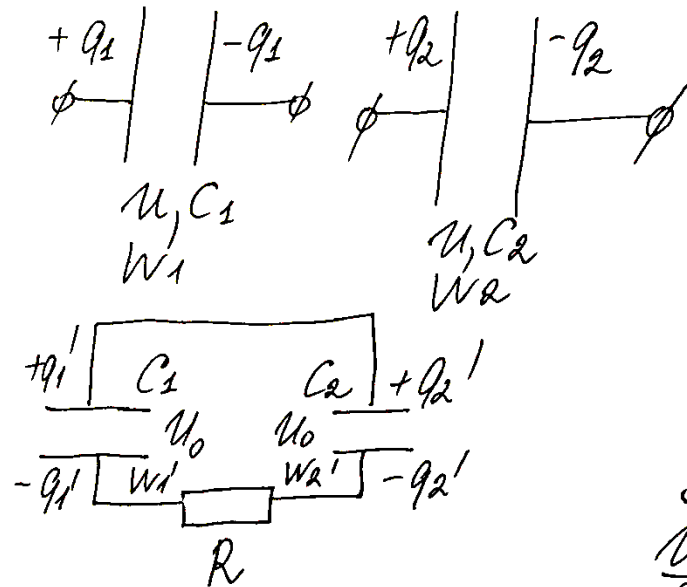 +q1 -q1 +q2 -q2
U, C1
W1
U, C2
W2
+q1' C1 C2 +q2'
U0 U0
-q1' W1' W2' -q2'
R